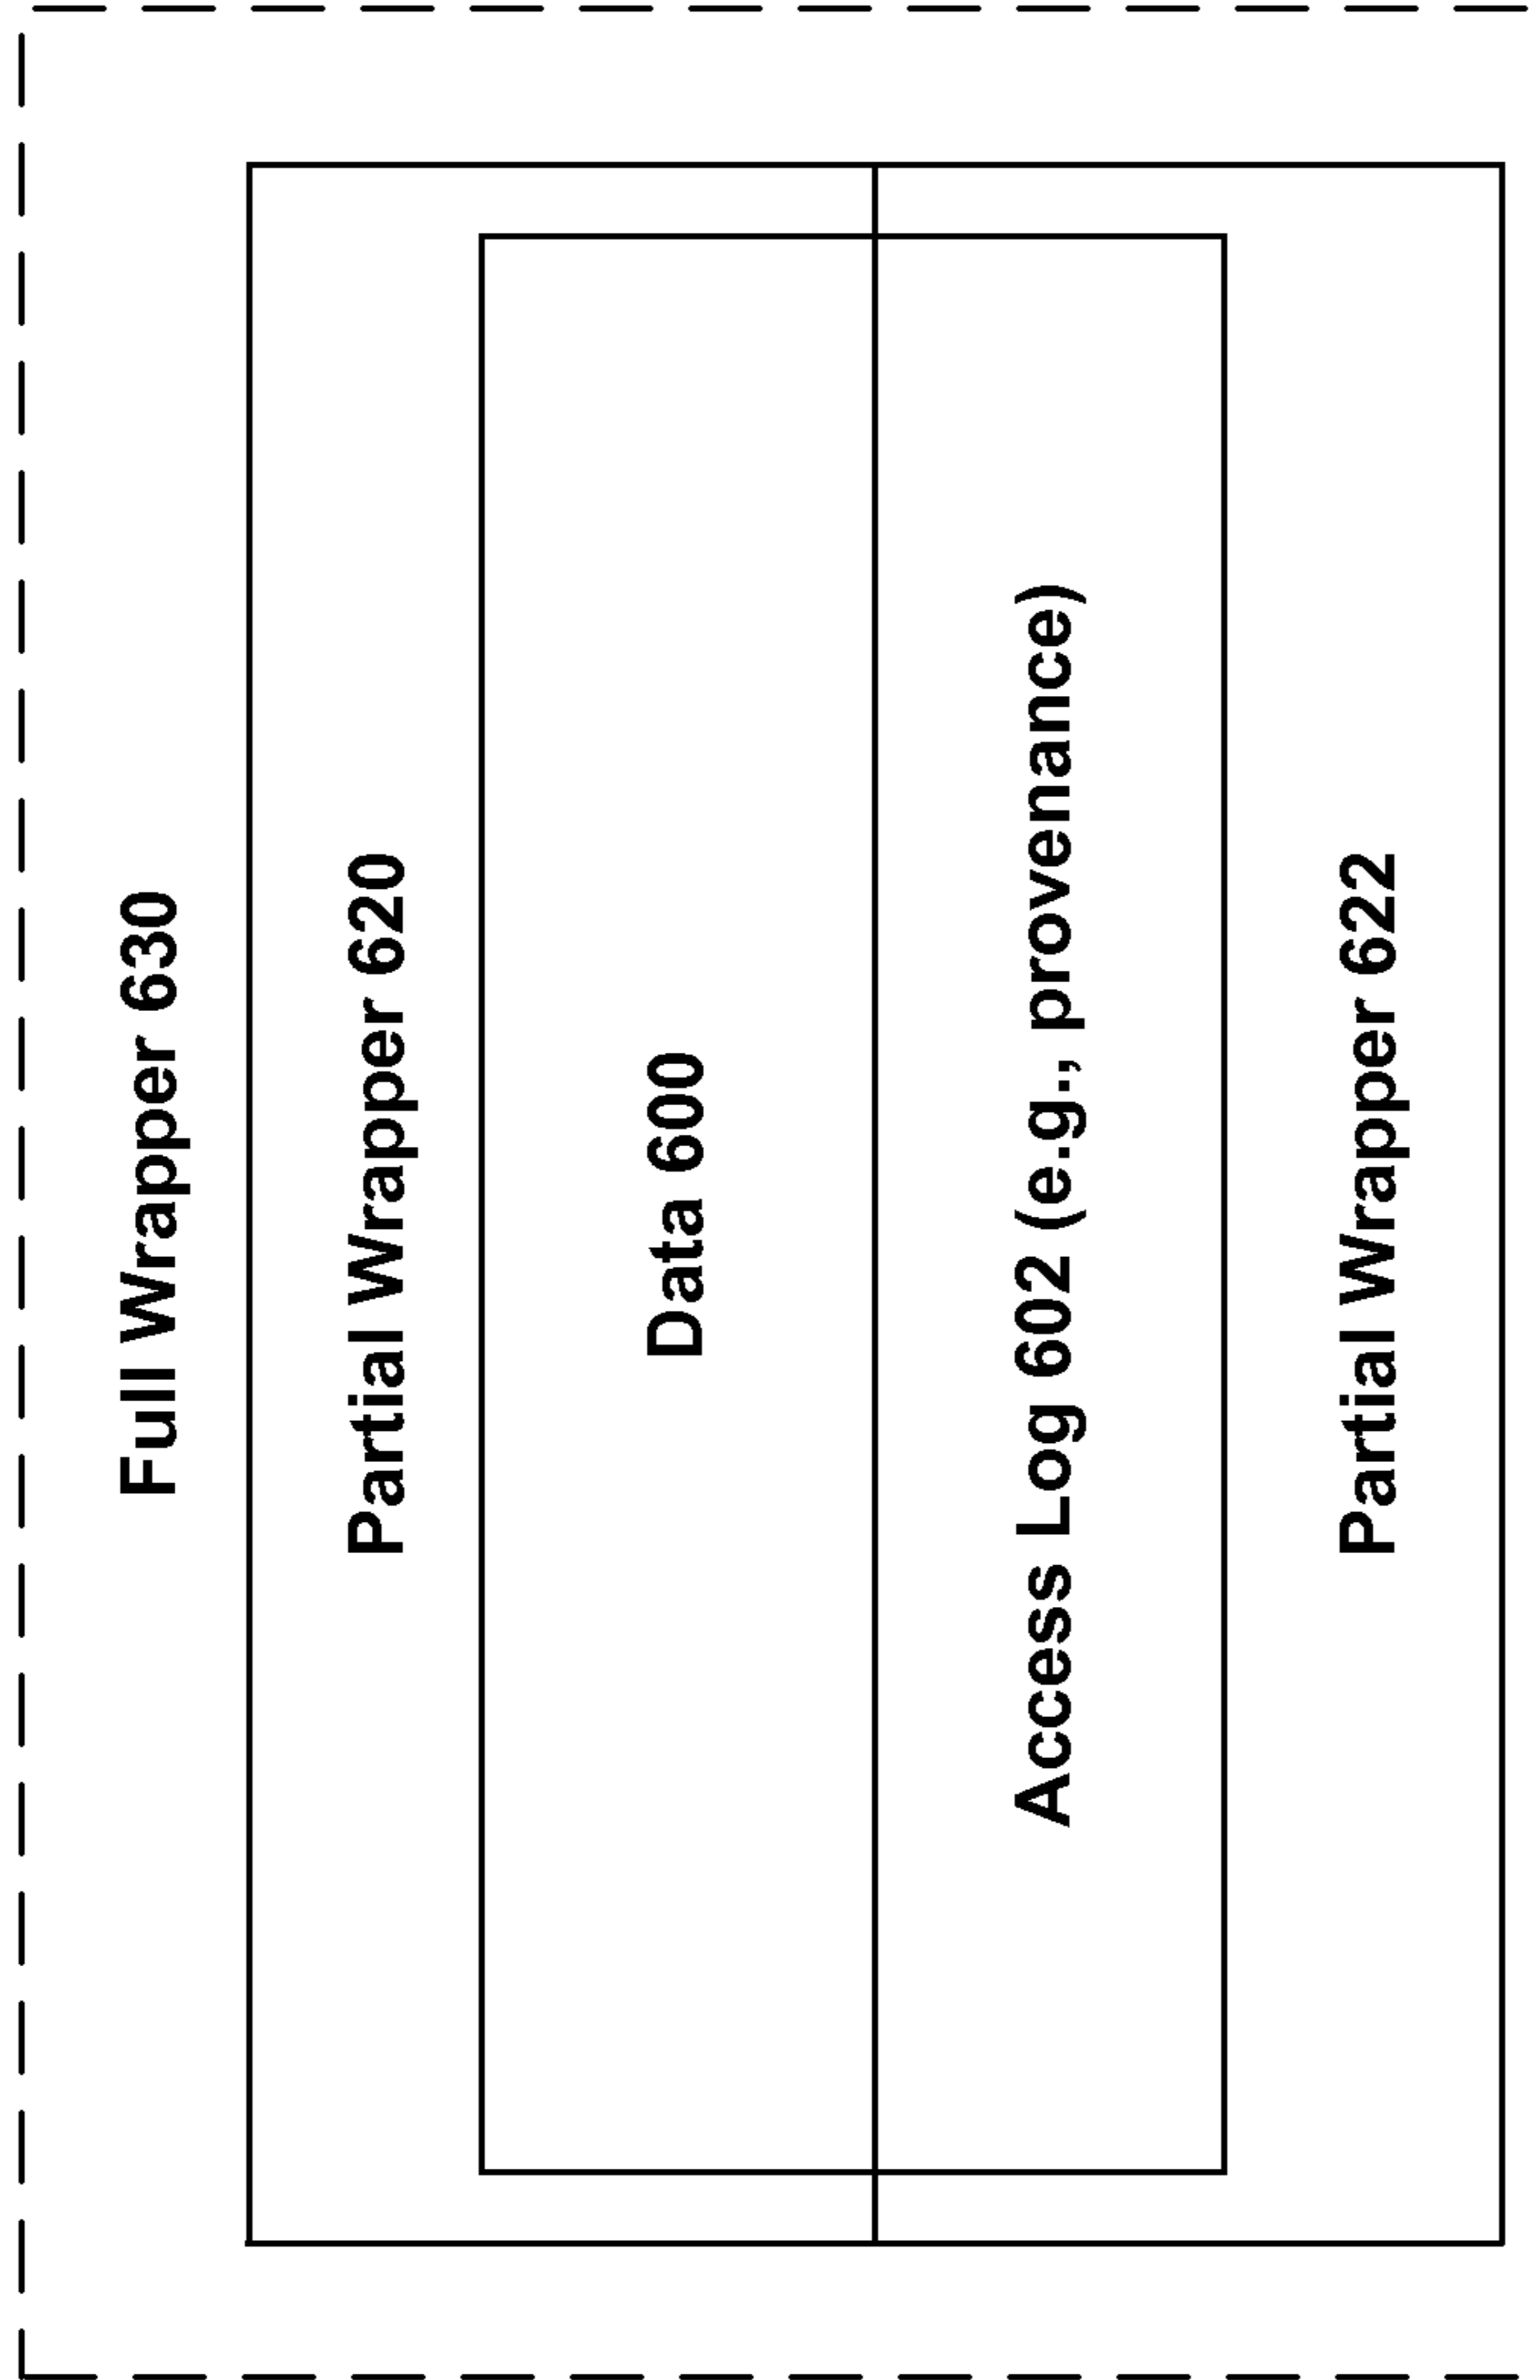 Full Wrapper 630
Partial Wrapper 620
Data 600
Access Log 602 (e.g., provenance)
Partial Wrapper 622